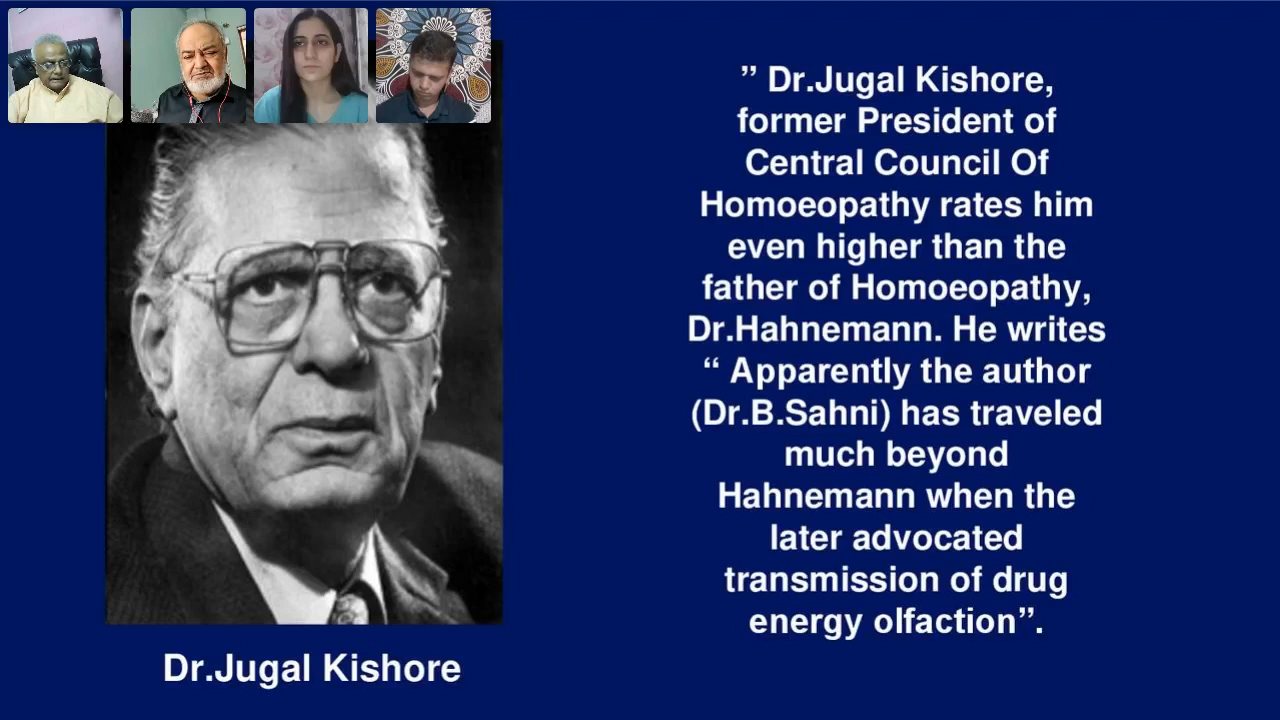 ” Dr.Jugal Kishore,
former President of
Central Council Of
Homoeopathy rates him
even higher than the
father of Homoeopathy,
Dr.Hahnemann. He writes
“ Apparently the author
(Dr.B.Sahni) has traveled
much beyond
Hahnemann when the
later advocated
transmission of drug
energy olfaction”.
Dr.Jugal Kishore